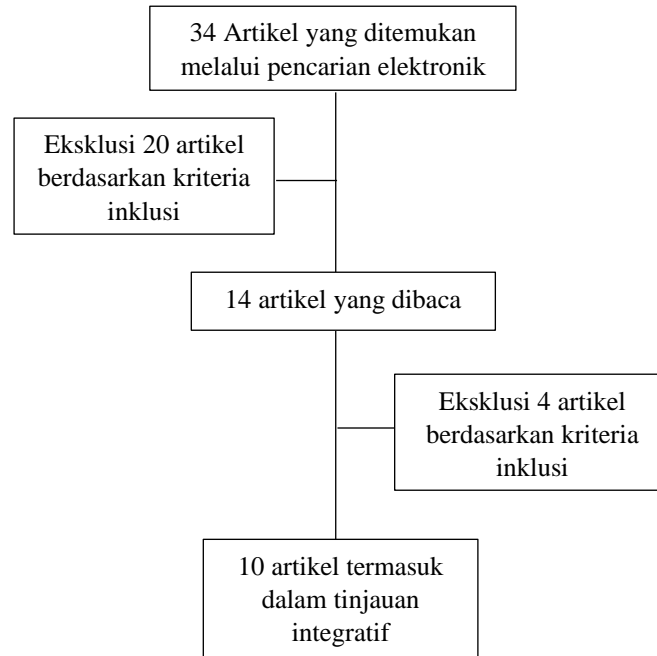 34 Artikel yang ditemukan
melalui pencarian elektronik
Eksklusi 20 artikel
berdasarkan kriteria
inklusi
14 artikel yang dibaca
Eksklusi 4 artikel
berdasarkan kriteria
inklusi
10 artikel termasuk
dalam tinjauan
integratif